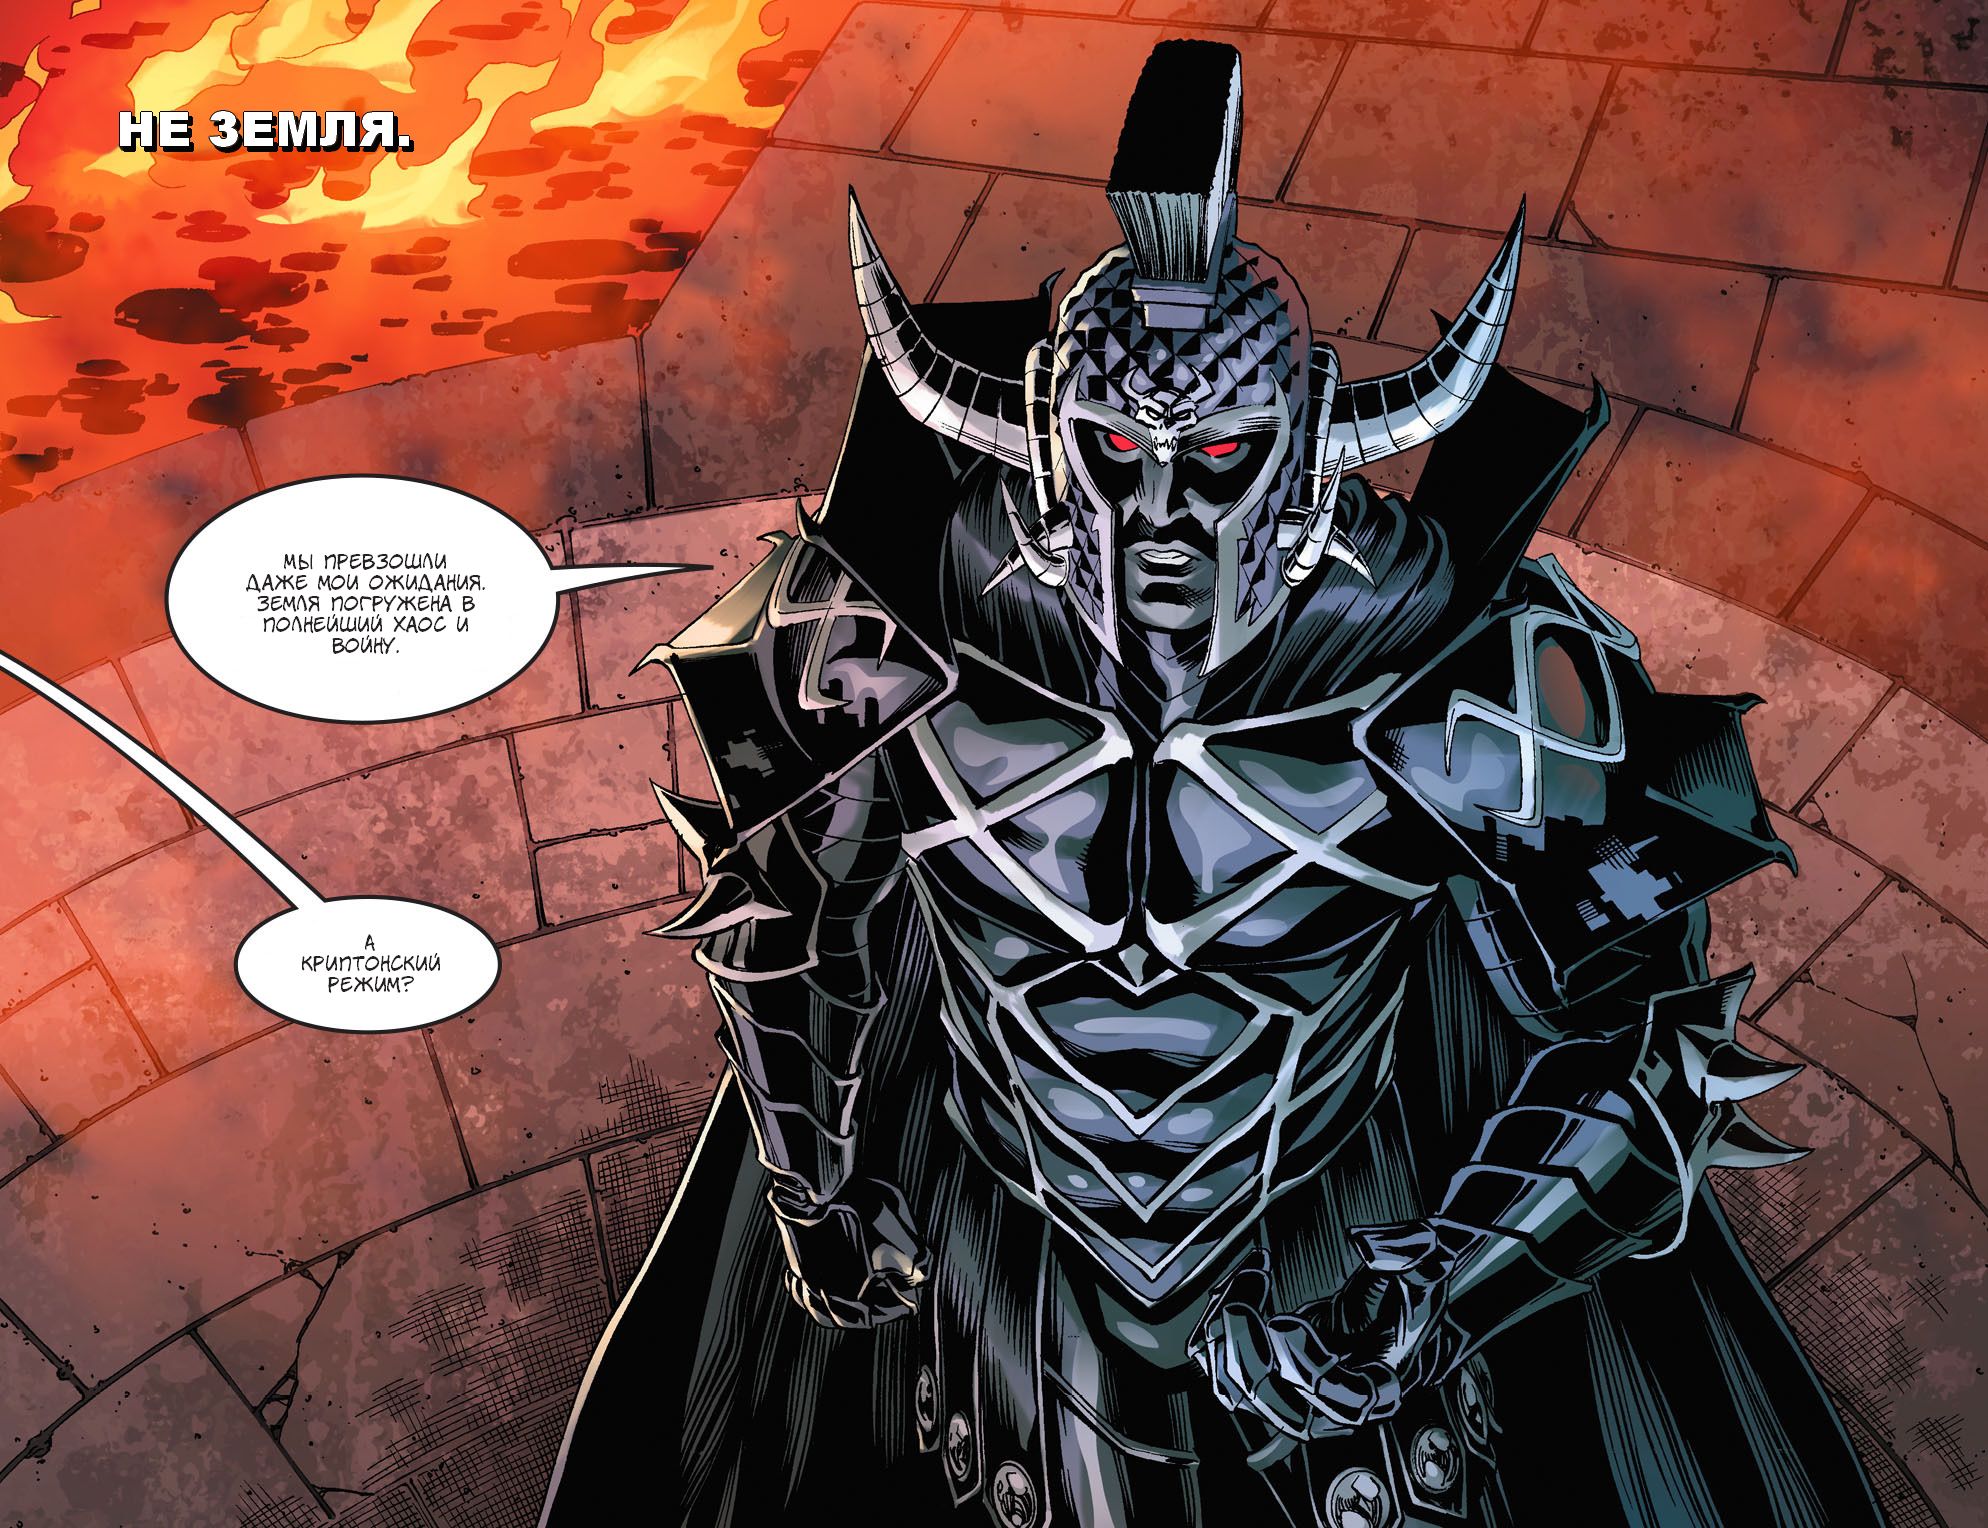 НЕ ЗЕМЛЯ.
МЫ ПРЕВЗОШЛИ
ДАЖЕ МОИ ОЖИДАНИЯ.
ЗЕМЛЯ ПОГРУЖЕНА В
ПОЛНЕЙШИЙ ХАОС И
ВОЙНУ.
А
КРИПТОНСКИЙ
РЕЖИМ?